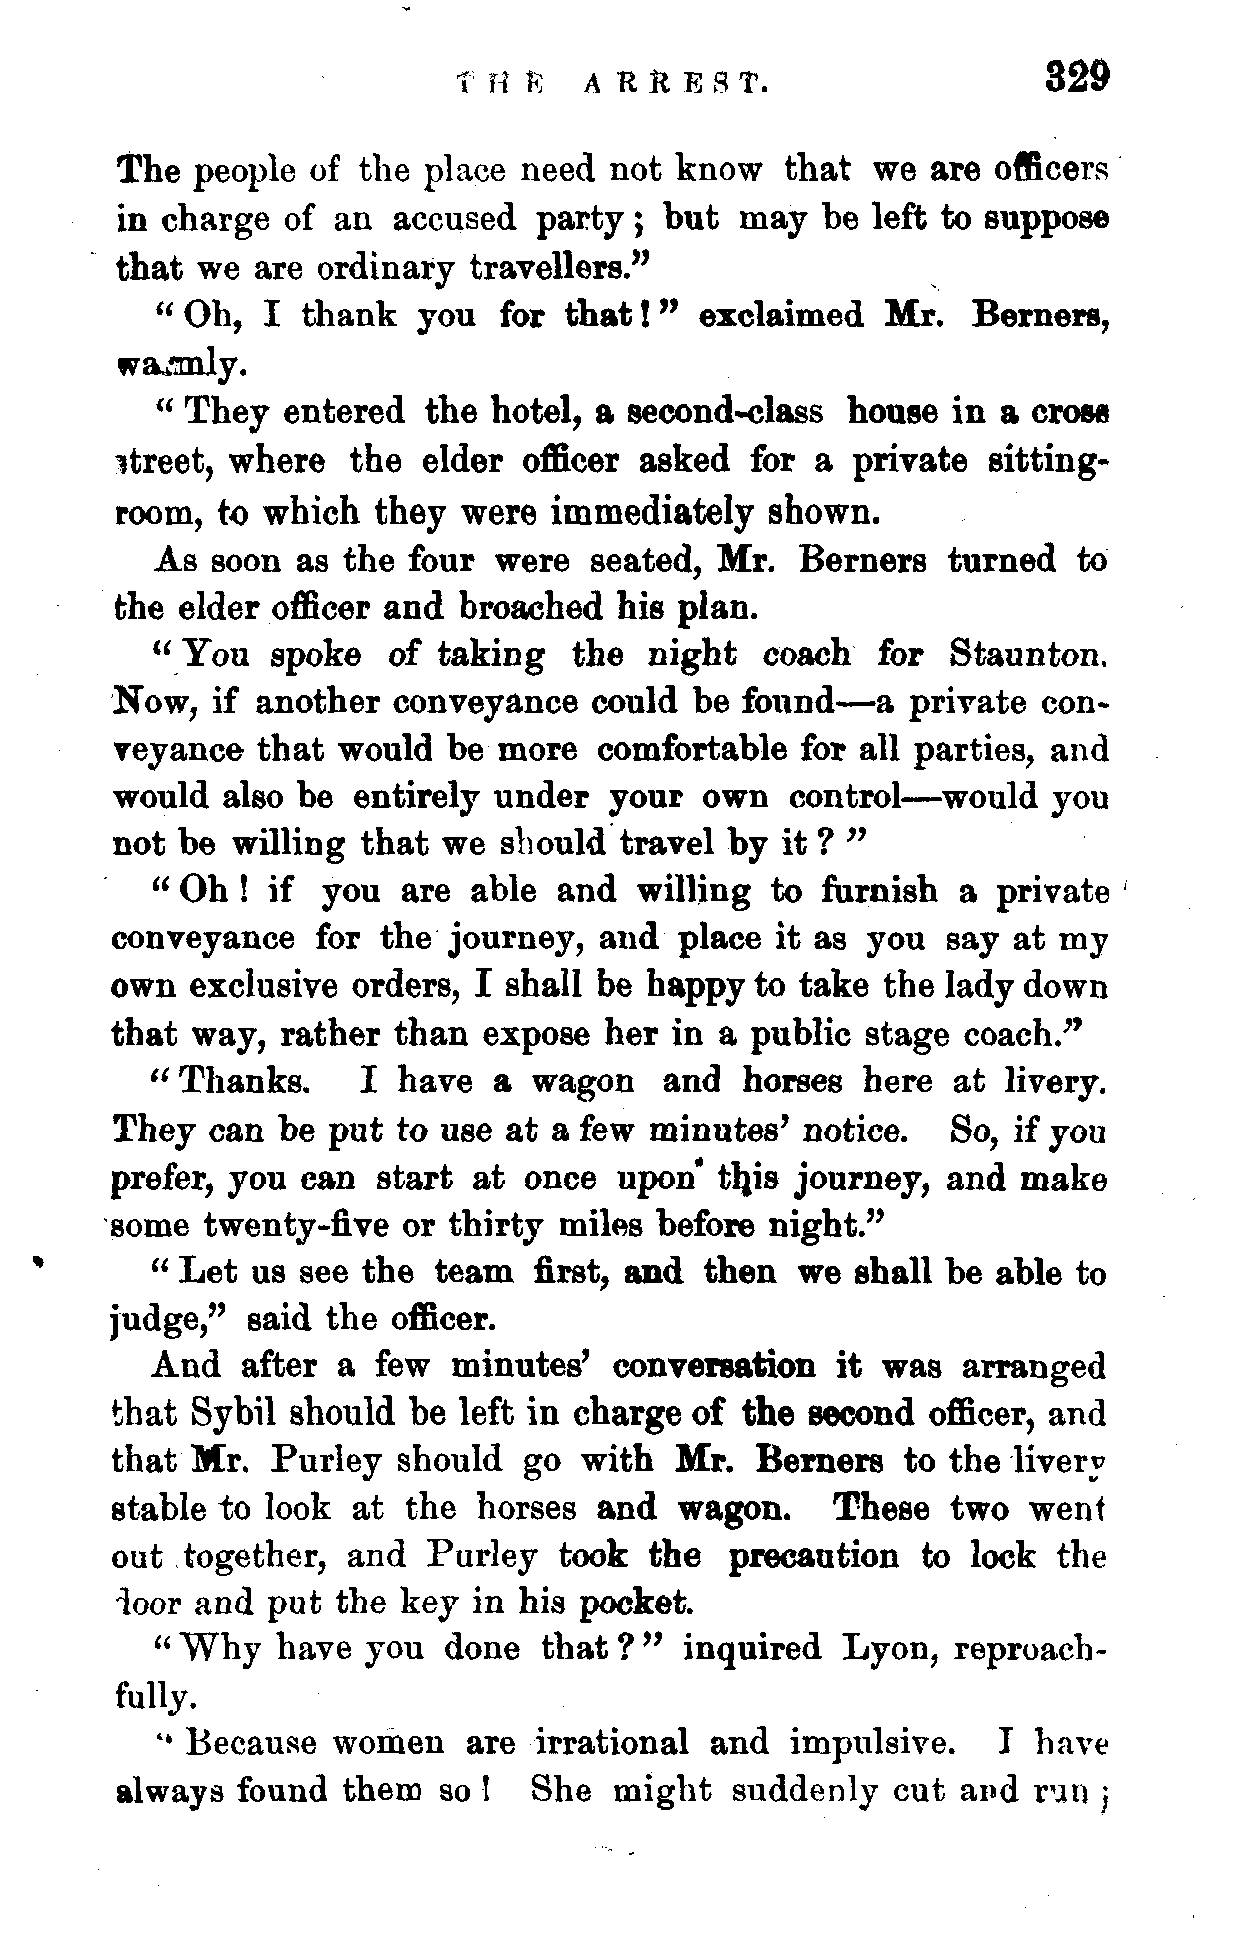 THE ARREST. 329
The people of the place need not know that we are officers
in charge of an accused party; but may be left to suppose
that we are ordinary travellers."
"Oh, I thank you for that!" exclaimed Mr. Berners,
warmly.
"They entered the hotel, a second-class house in a cross
street, where the elder officer asked for a private sitting-
room, to which they were immediately shown.
As soon as the four were seated, Mr. Berners turned to
the elder officer and broached his plan.
"You spoke of taking the night coach for Staunton.
Now, if another conveyance could be found—a private con-
veyance that would be more comfortable for all parties, and
would also be entirely under your own control—would you
not be willing that we should travel by it?"
"Oh! if you are able and willing to furnish a private
conveyance for the journey, and place it as you say at my
own exclusive orders, I shall be happy to take the lady down
that way, rather than expose her in a public stage coach."
"Thanks. I have a wagon and horses here at livery.
They can be put to use at a few minutes' notice. So, if you
prefer, you can start at once upon this journey, and make
some twenty-five or thirty miles before night."
"Let us see the team first, and then we shall be able to
judge," said the officer.
And after a few minutes' conversation it was arranged
that Sybil should be left in charge of the second officer, and
that Mr. Purley should go with Mr. Berners to the livery
stable to look at the horses and wagon. These two went
out together, and Purley took the precaution to lock the
door and put the key in his pocket.
"Why have you done that?" inquired Lyon, reproach-
fully.
"Because women are irrational and impulsive. I have
always found them so! She might suddenly cut and run;